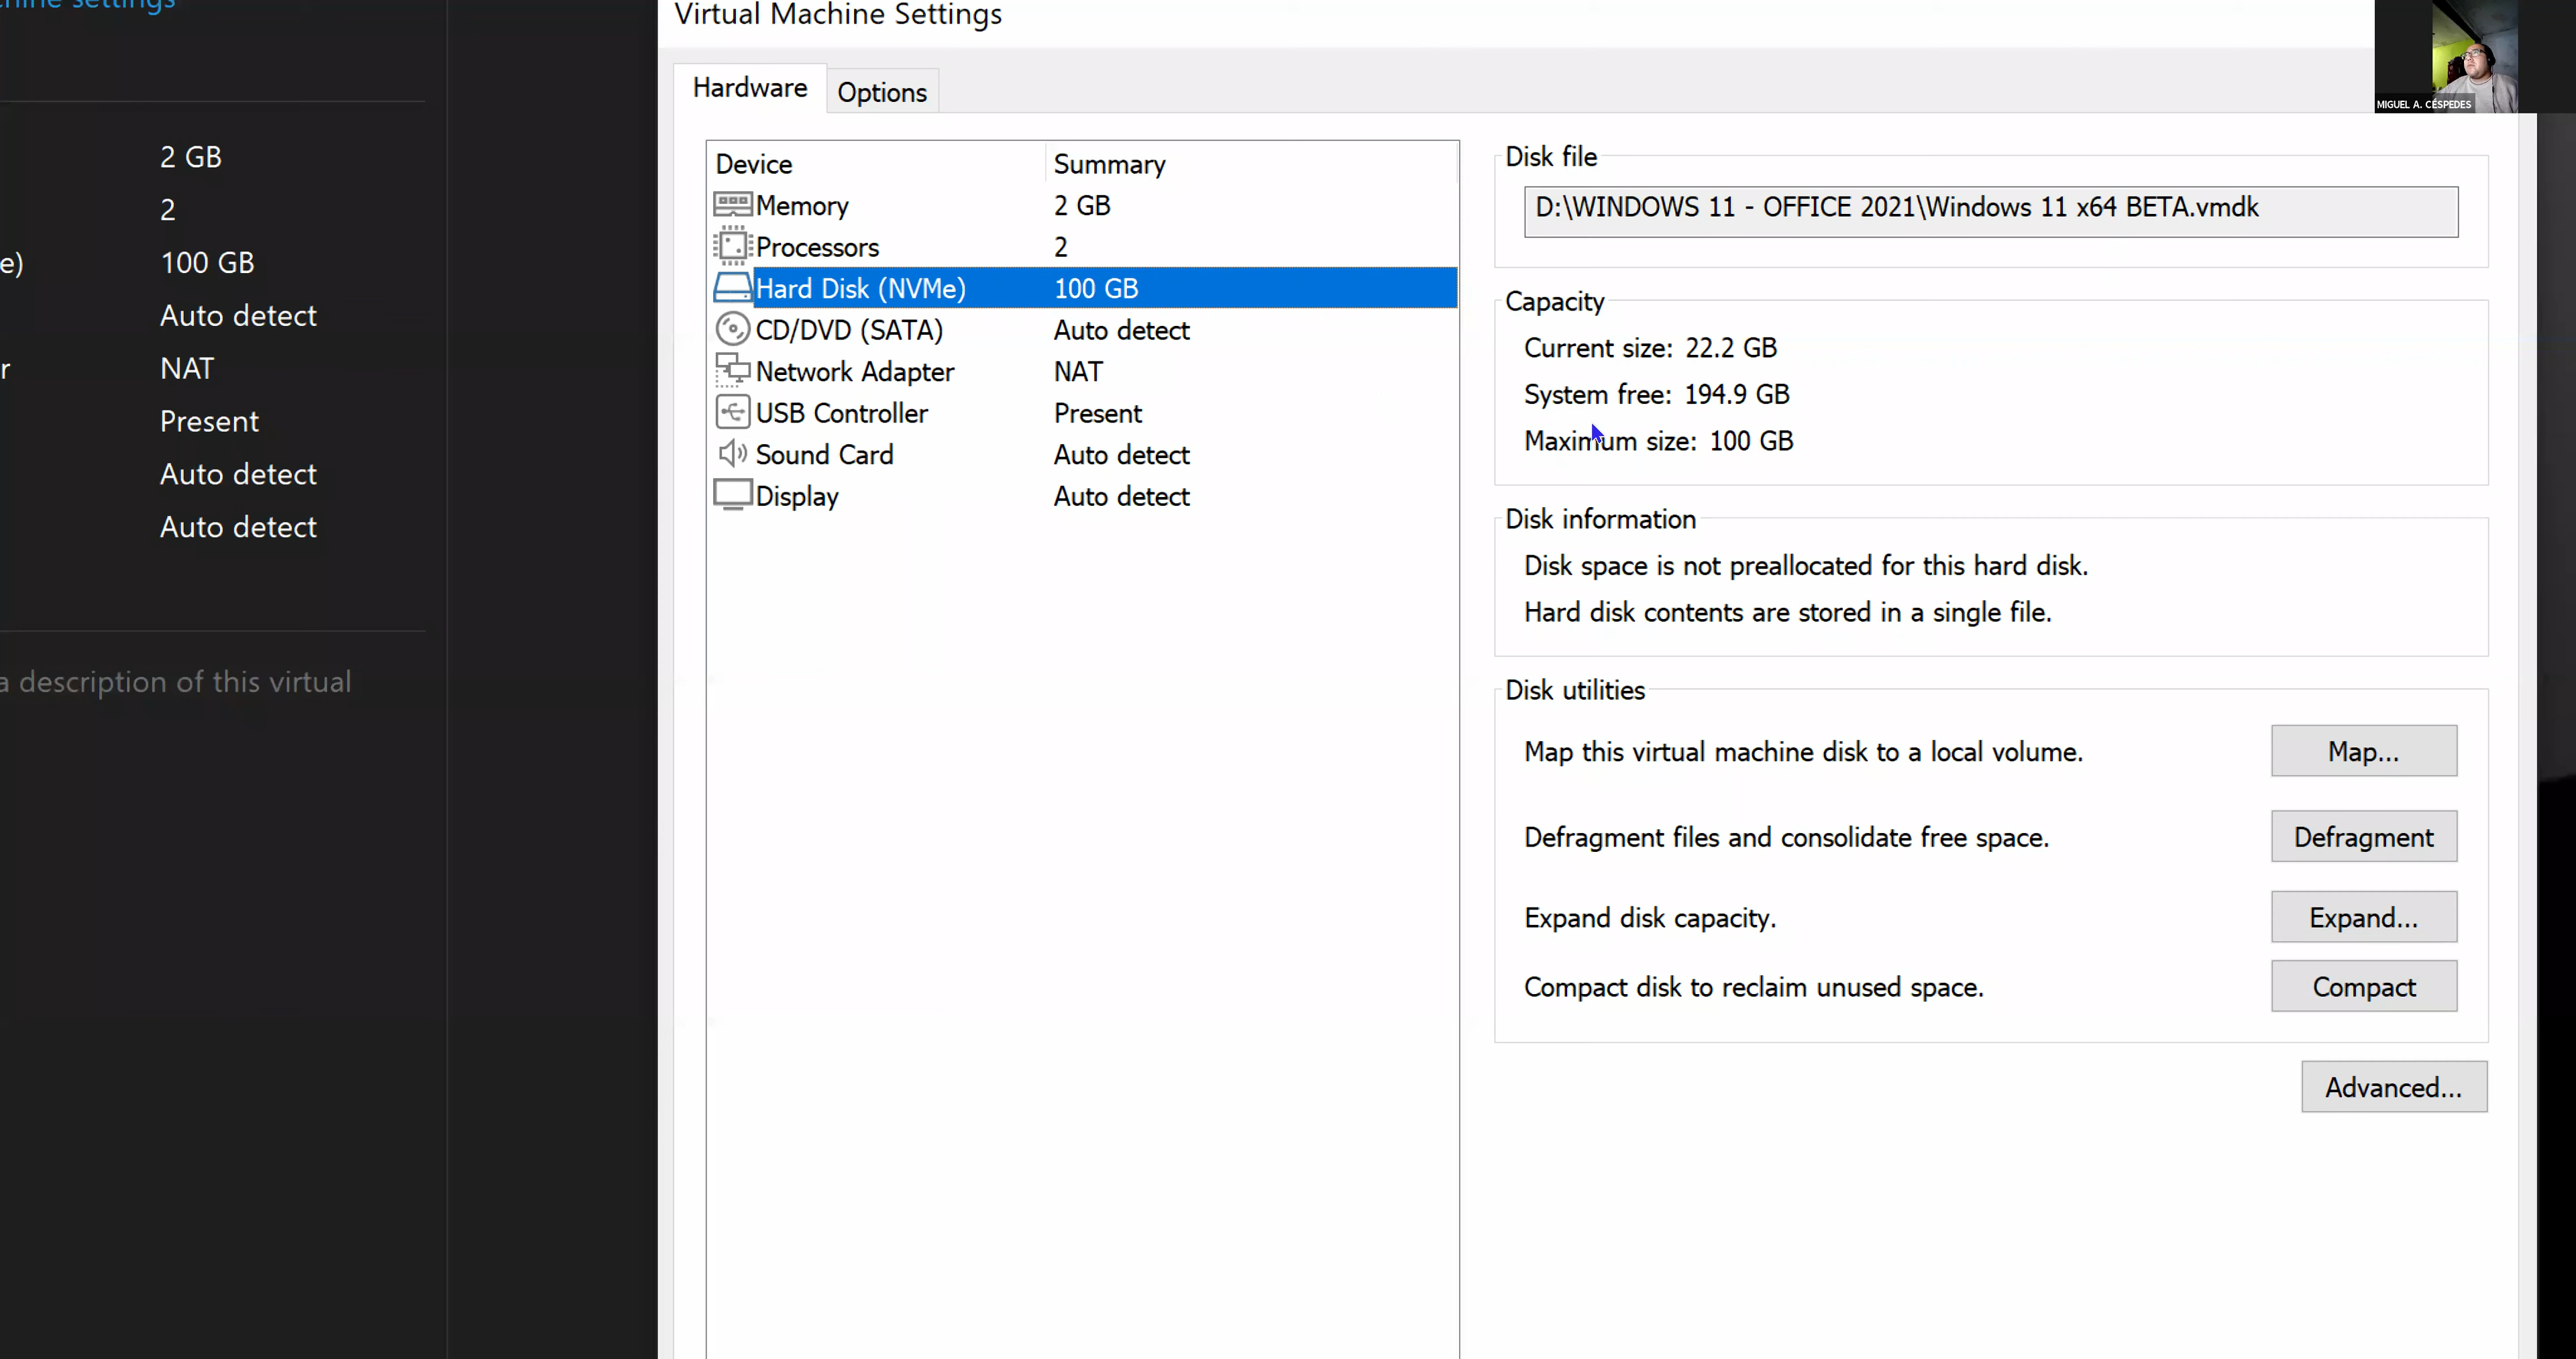 hine settings
2 GB
2
e) 100 GB
Auto detect
r NAT
Present
Auto detect
Auto detect
a description of this virtual
Virtual Machine Settings
Hardware Options
Device Summary
Memory 2 GB
Processors 2
Hard Disk (NVMe) 100 GB
CD/DVD (SATA) Auto detect
Network Adapter NAT
USB Controller Present
Sound Card Auto detect
Display Auto detect
Disk file
D:\WINDOWS 11 - OFFICE 2021\Windows 11 x64 BETA.vmdk
Capacity
Current size: 22.2 GB
System free: 194.9 GB
Maximum size: 100 GB
Disk information
Disk space is not preallocated for this hard disk.
Hard disk contents are stored in a single file.
Disk utilities
Map this virtual machine disk to a local volume. Map...
Defragment files and consolidate free space. Defragment
Expand disk capacity. Expand...
Compact disk to reclaim unused space. Compact
Advanced...
MIGUEL A. CÉSPEDES